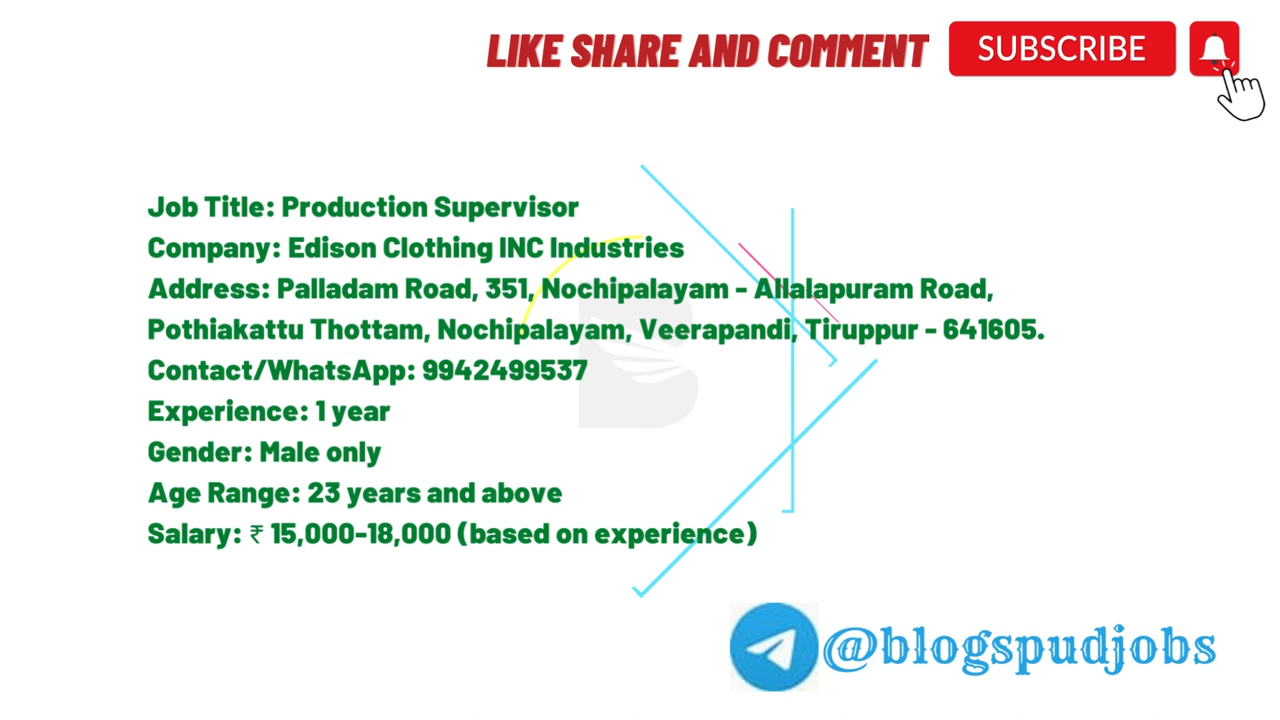 LIKE SHARE AND COMMENT
SUBSCRIBE
Job Title: Production Supervisor
Company: Edison Clothing INC Industries
Address: Palladam Road, 351, Nochipalayam - Allalapuram Road,
Pothiakattu Thottam, Nochipalayam, Veerapandi, Tiruppur - 641605.
Contact/WhatsApp: 9942499537
Experience: 1 year
Gender: Male only
Age Range: 23 years and above
Salary: ₹ 15,000-18,000 (based on experience)
@blogspudjobs